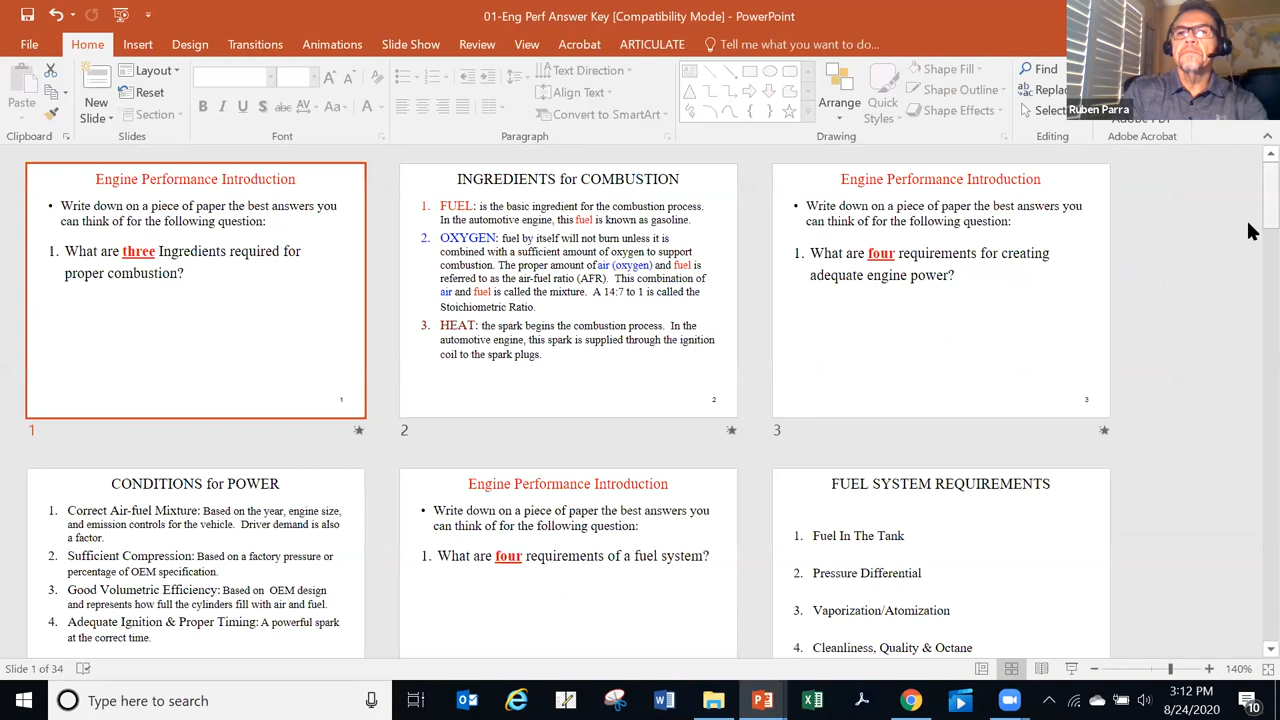 01-Eng Perf Answer Key [Compatibility Mode] - PowerPoint
File Home Insert Design Transitions Animations Slide Show Review View Acrobat ARTICULATE Tell me what you want to do...
Paste
New
Slide
Layout
Reset
Section
B I U S abc AV Aa A
Text Direction
Align Text
Convert to SmartArt
Arrange
Quick
Styles
Shape Fill
Shape Outline
Shape Effects
Find
Replac
Select
Ruben Parra
Clipboard Slides Font Paragraph Drawing Editing Adobe Acrobat
Engine Performance Introduction
• Write down on a piece of paper the best answers you
can think of for the following question:
1. What are three Ingredients required for
proper combustion?
1
1
INGREDIENTS for COMBUSTION
1. FUEL: is the basic ingredient for the combustion process.
In the automotive engine, this fuel is known as gasoline.
2. OXYGEN: fuel by itself will not burn unless it is
combined with a sufficient amount of oxygen to support
combustion. The proper amount of air (oxygen) and fuel is
referred to as the air-fuel ratio (AFR). This combination of
air and fuel is called the mixture. A 14:7 to 1 is called the
Stoichiometric Ratio.
3. HEAT: the spark begins the combustion process. In the
automotive engine, this spark is supplied through the ignition
coil to the spark plugs.
2
2
Engine Performance Introduction
• Write down on a piece of paper the best answers you
can think of for the following question:
1. What are four requirements for creating
adequate engine power?
3
3
CONDITIONS for POWER
1. Correct Air-fuel Mixture: Based on the year, engine size,
and emission controls for the vehicle. Driver demand is also
a factor.
2. Sufficient Compression: Based on a factory pressure or
percentage of OEM specification.
3. Good Volumetric Efficiency: Based on OEM design
and represents how full the cylinders fill with air and fuel.
4. Adequate Ignition & Proper Timing: A powerful spark
at the correct time.
Engine Performance Introduction
• Write down on a piece of paper the best answers you
can think of for the following question:
1. What are four requirements of a fuel system?
FUEL SYSTEM REQUIREMENTS
1. Fuel In The Tank
2. Pressure Differential
3. Vaporization/Atomization
4. Cleanliness, Quality & Octane
Slide 1 of 34
140%
Type here to search
3:12 PM
8/24/2020
10